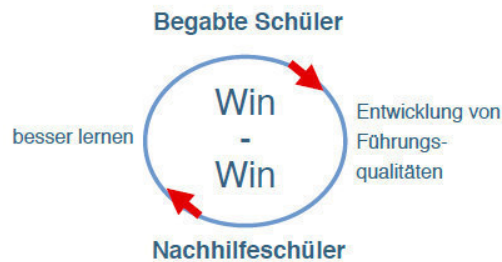 Begabte Schüler
Win
-
Win
besser lernen
Entwicklung von
Führungs-
qualitäten
Nachhilfeschüler